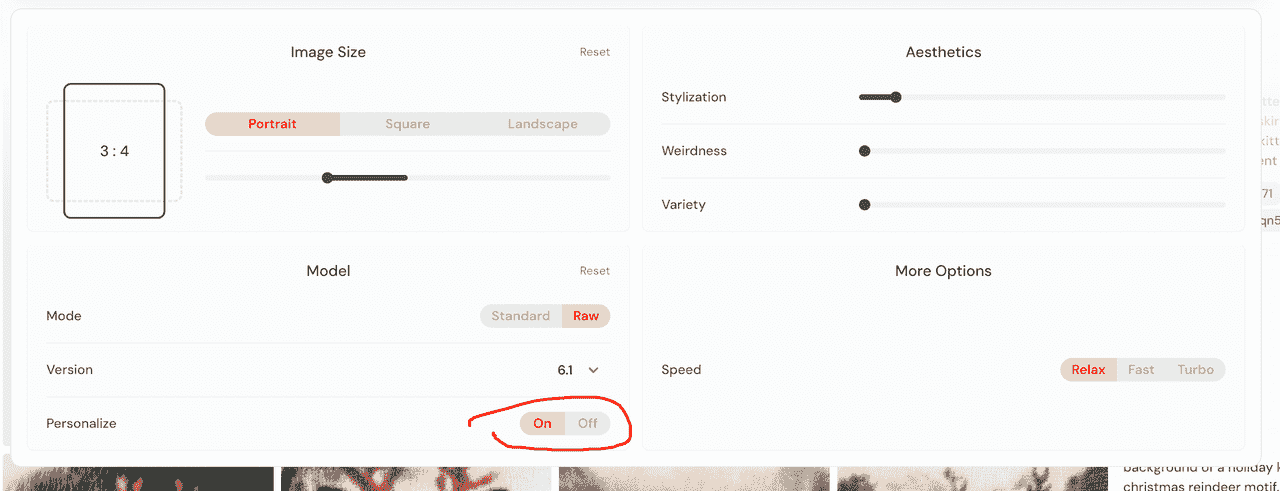 Image Size
Reset
3 : 4
Portrait
Square
Landscape
Aesthetics
Stylization
Weirdness
Variety
Model
Reset
Mode
Standard
Raw
Version
6.1
Personalize
On
Off
More Options
Speed
Relax
Fast
Turbo
71
qn5
background of a holiday
christmas reindeer motif.